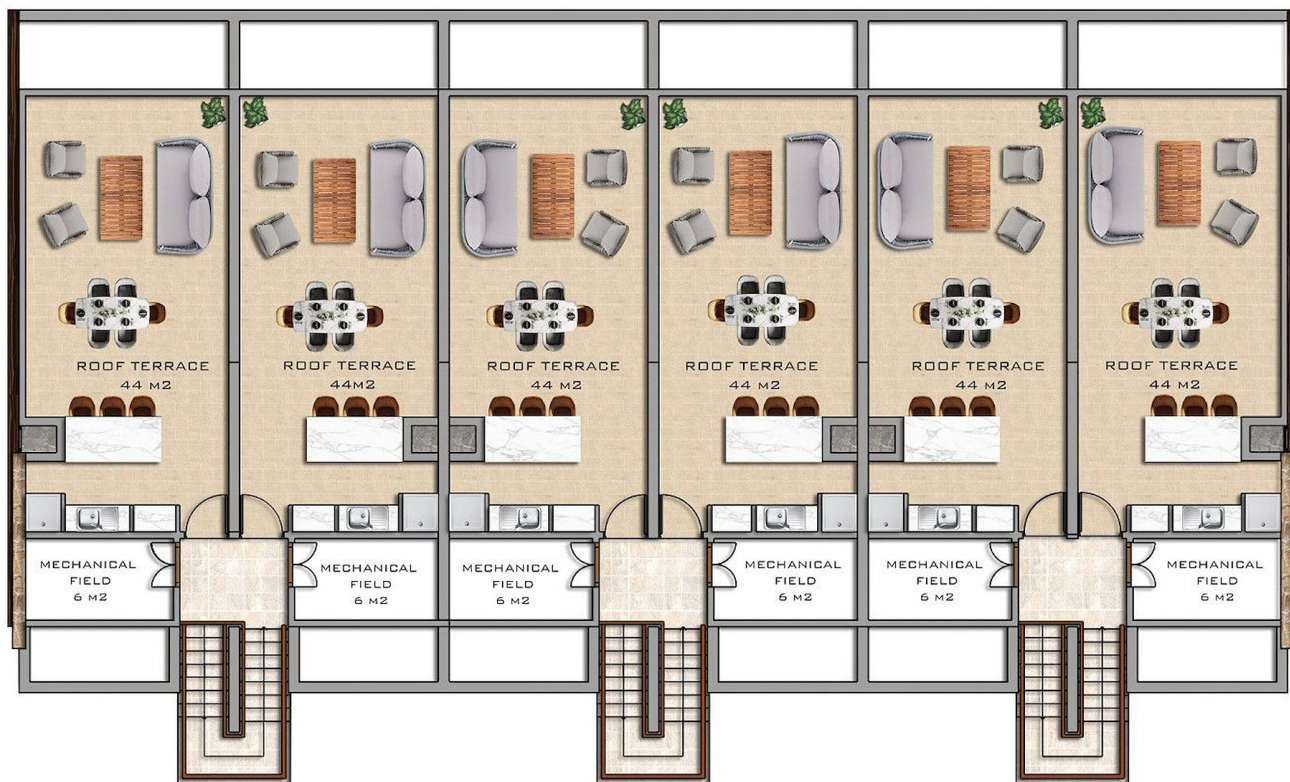 ROOF TERRACE
44 M2
ROOF TERRACE
44M2
ROOF TERRACE
44 M2
ROOF TERRACE
44 M2
ROOF TERRACE
44 M2
ROOF TERRACE
44 M2
MECHANICAL
FIELD
6 M2
MECHANICAL
FIELD
6 M2
MECHANICAL
FIELD
6 M2
MECHANICAL
FIELD
6 M2
MECHANICAL
FIELD
6 M2
MECHANICAL
FIELD
6 M2